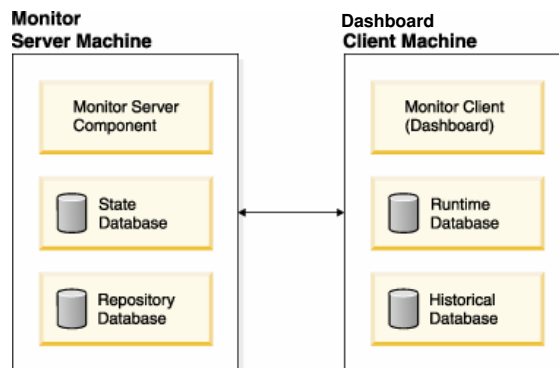 Monitor
Server Machine
Monitor Server
Component
State
Database
Repository
Database
Dashboard
Client Machine
Monitor Client
(Dashboard)
Runtime
Database
Historical
Database